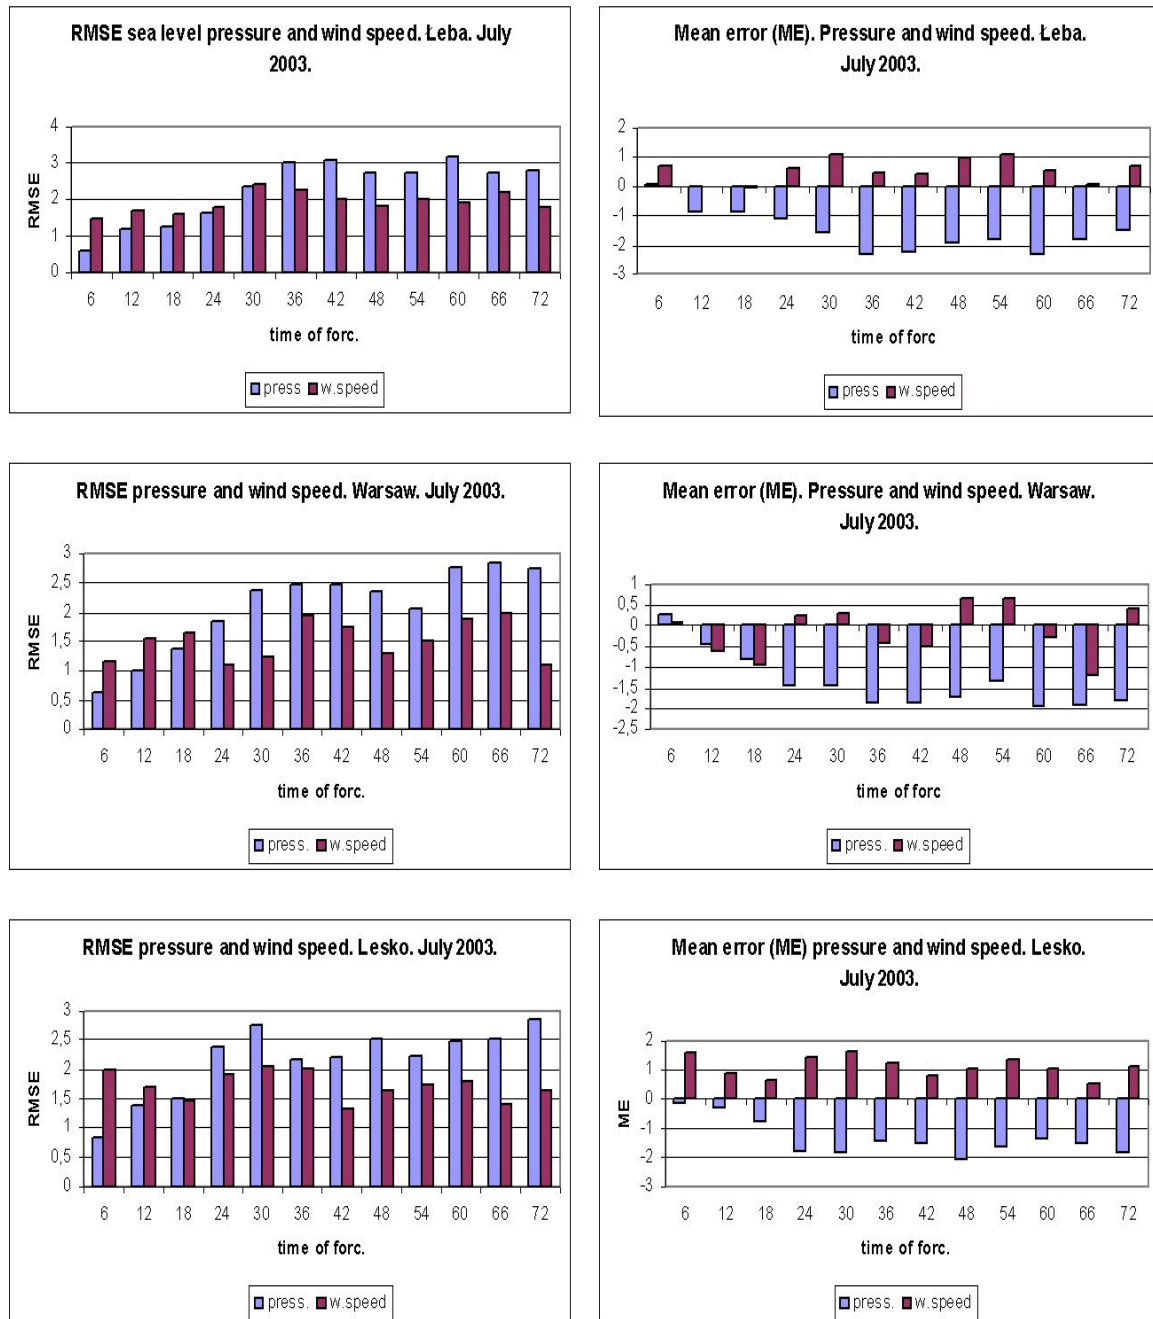 RMSE sea level pressure and wind speed. Łeba. July
2003.
4
3
2
1
0
RMSE
6 12 18 24 30 36 42 48 54 60 66 72
time of forc.
press w.speed
Mean error (ME). Pressure and wind speed. Łeba.
July 2003.
2
1
0
-1
-2
-3
6 12 18 24 30 36 42 48 54 60 66 72
time of forc
press w.speed
RMSE pressure and wind speed. Warsaw. July 2003.
3
2,5
2
1,5
1
0,5
0
RMSE
6 12 18 24 30 36 42 48 54 60 66 72
time of forc.
press. w.speed
Mean error (ME). Pressure and wind speed. Warsaw.
July 2003.
1
0,5
0
-0,5
-1
-1,5
-2
-2,5
6 12 18 24 30 36 42 48 54 60 66 72
time of forc
press. w.speed
RMSE pressure and wind speed. Lesko. July 2003.
3
2,5
2
1,5
1
0,5
0
RMSE
6 12 18 24 30 36 42 48 54 60 66 72
time of forc.
press. w.speed
Mean error (ME) pressure and wind speed. Lesko.
July 2003.
2
1
0
-1
-2
-3
ME
6 12 18 24 30 36 42 48 54 60 66 72
time of forc.
press. w.speed